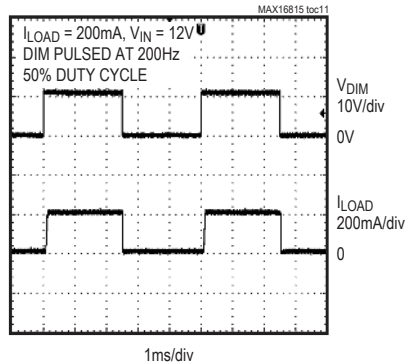 MAX16815 toc11
ILOAD = 200mA, VIN = 12V
DIM PULSED AT 200Hz
50% DUTY CYCLE
VDIM
10V/div
0V
ILOAD
200mA/div
0
1ms/div